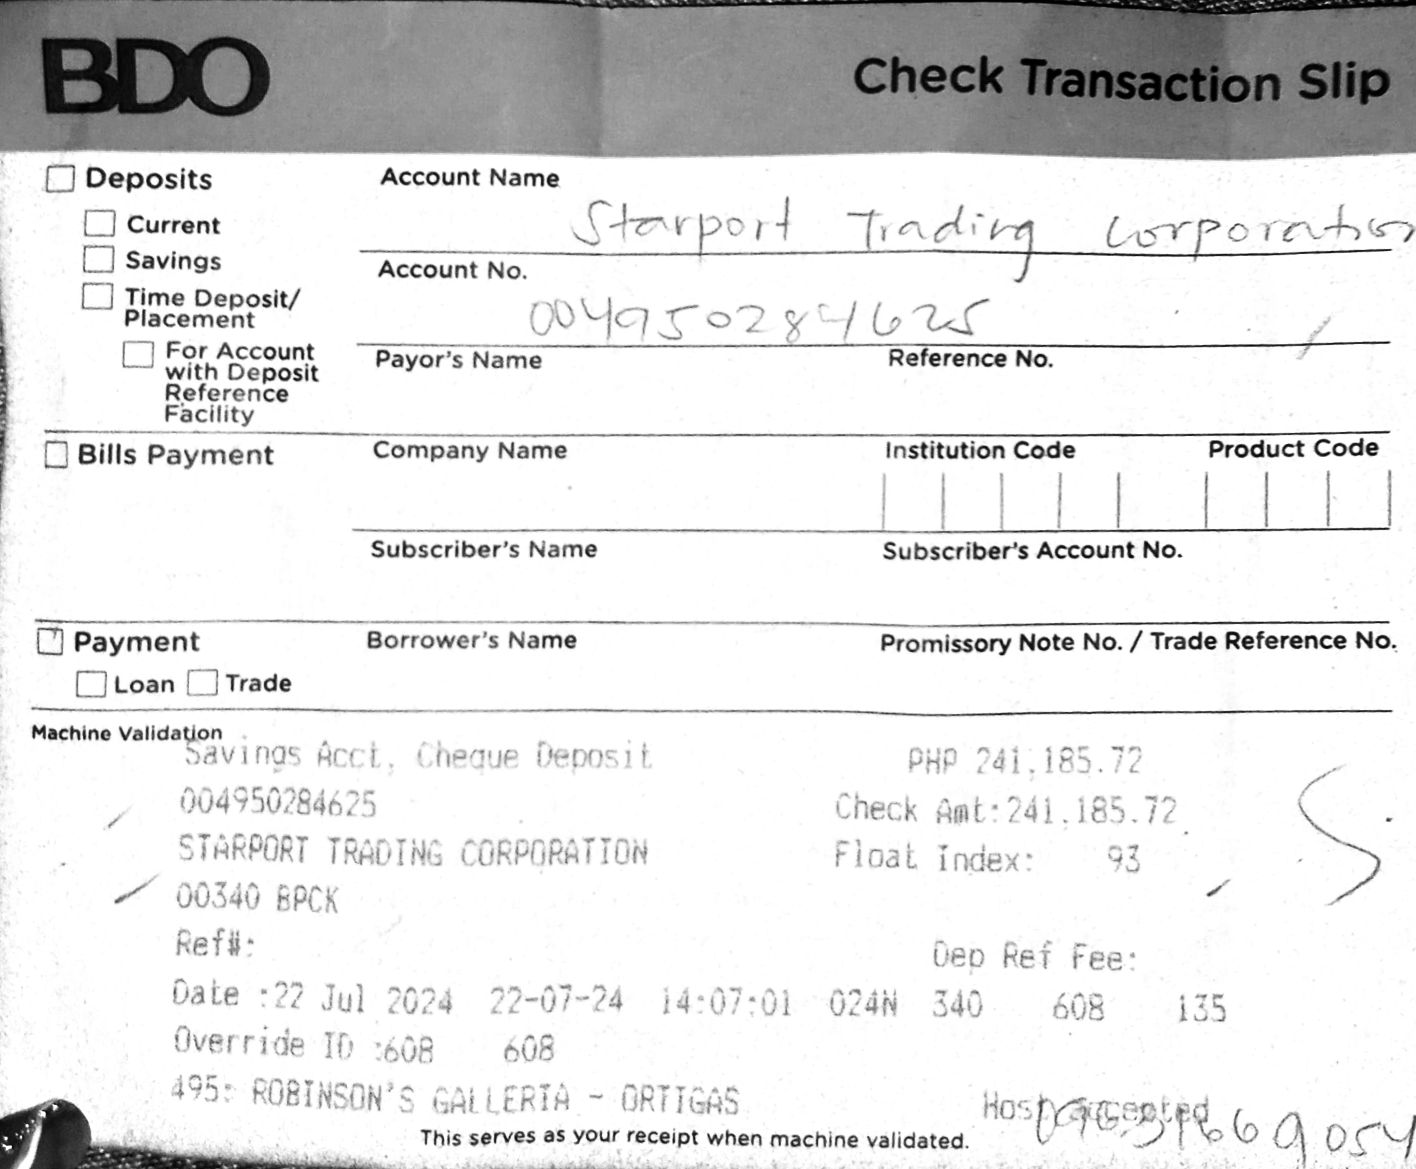 BDO
Check Transaction Slip
Deposits
Current
Savings
Time Deposit/
Placement
For Account
with Deposit
Reference
Facility
Account Name
Starport Trading Corporation
Account No.
004950284625
Payor's Name Reference No.
Bills Payment
Company Name Institution Code Product Code
Subscriber's Name Subscriber's Account No.
Payment
Loan Trade
Borrower's Name Promissory Note No. / Trade Reference No.
Machine Validation
Savings Acct. Cheque Deposit PHP 241,185.72
004950284625 Check Amt:241,185.72
STARPORT TRADING CORPORATION Float Index: 93
00340 BPCK
Ref#: Dep Ref Fee:
Date :22 Jul 2024 22-07-24 14:07:01 024N 340 608 135
Override ID :608 608
495: ROBINSON'S GALLERIA - ORTIGAS Host accepted
This serves as your receipt when machine validated.